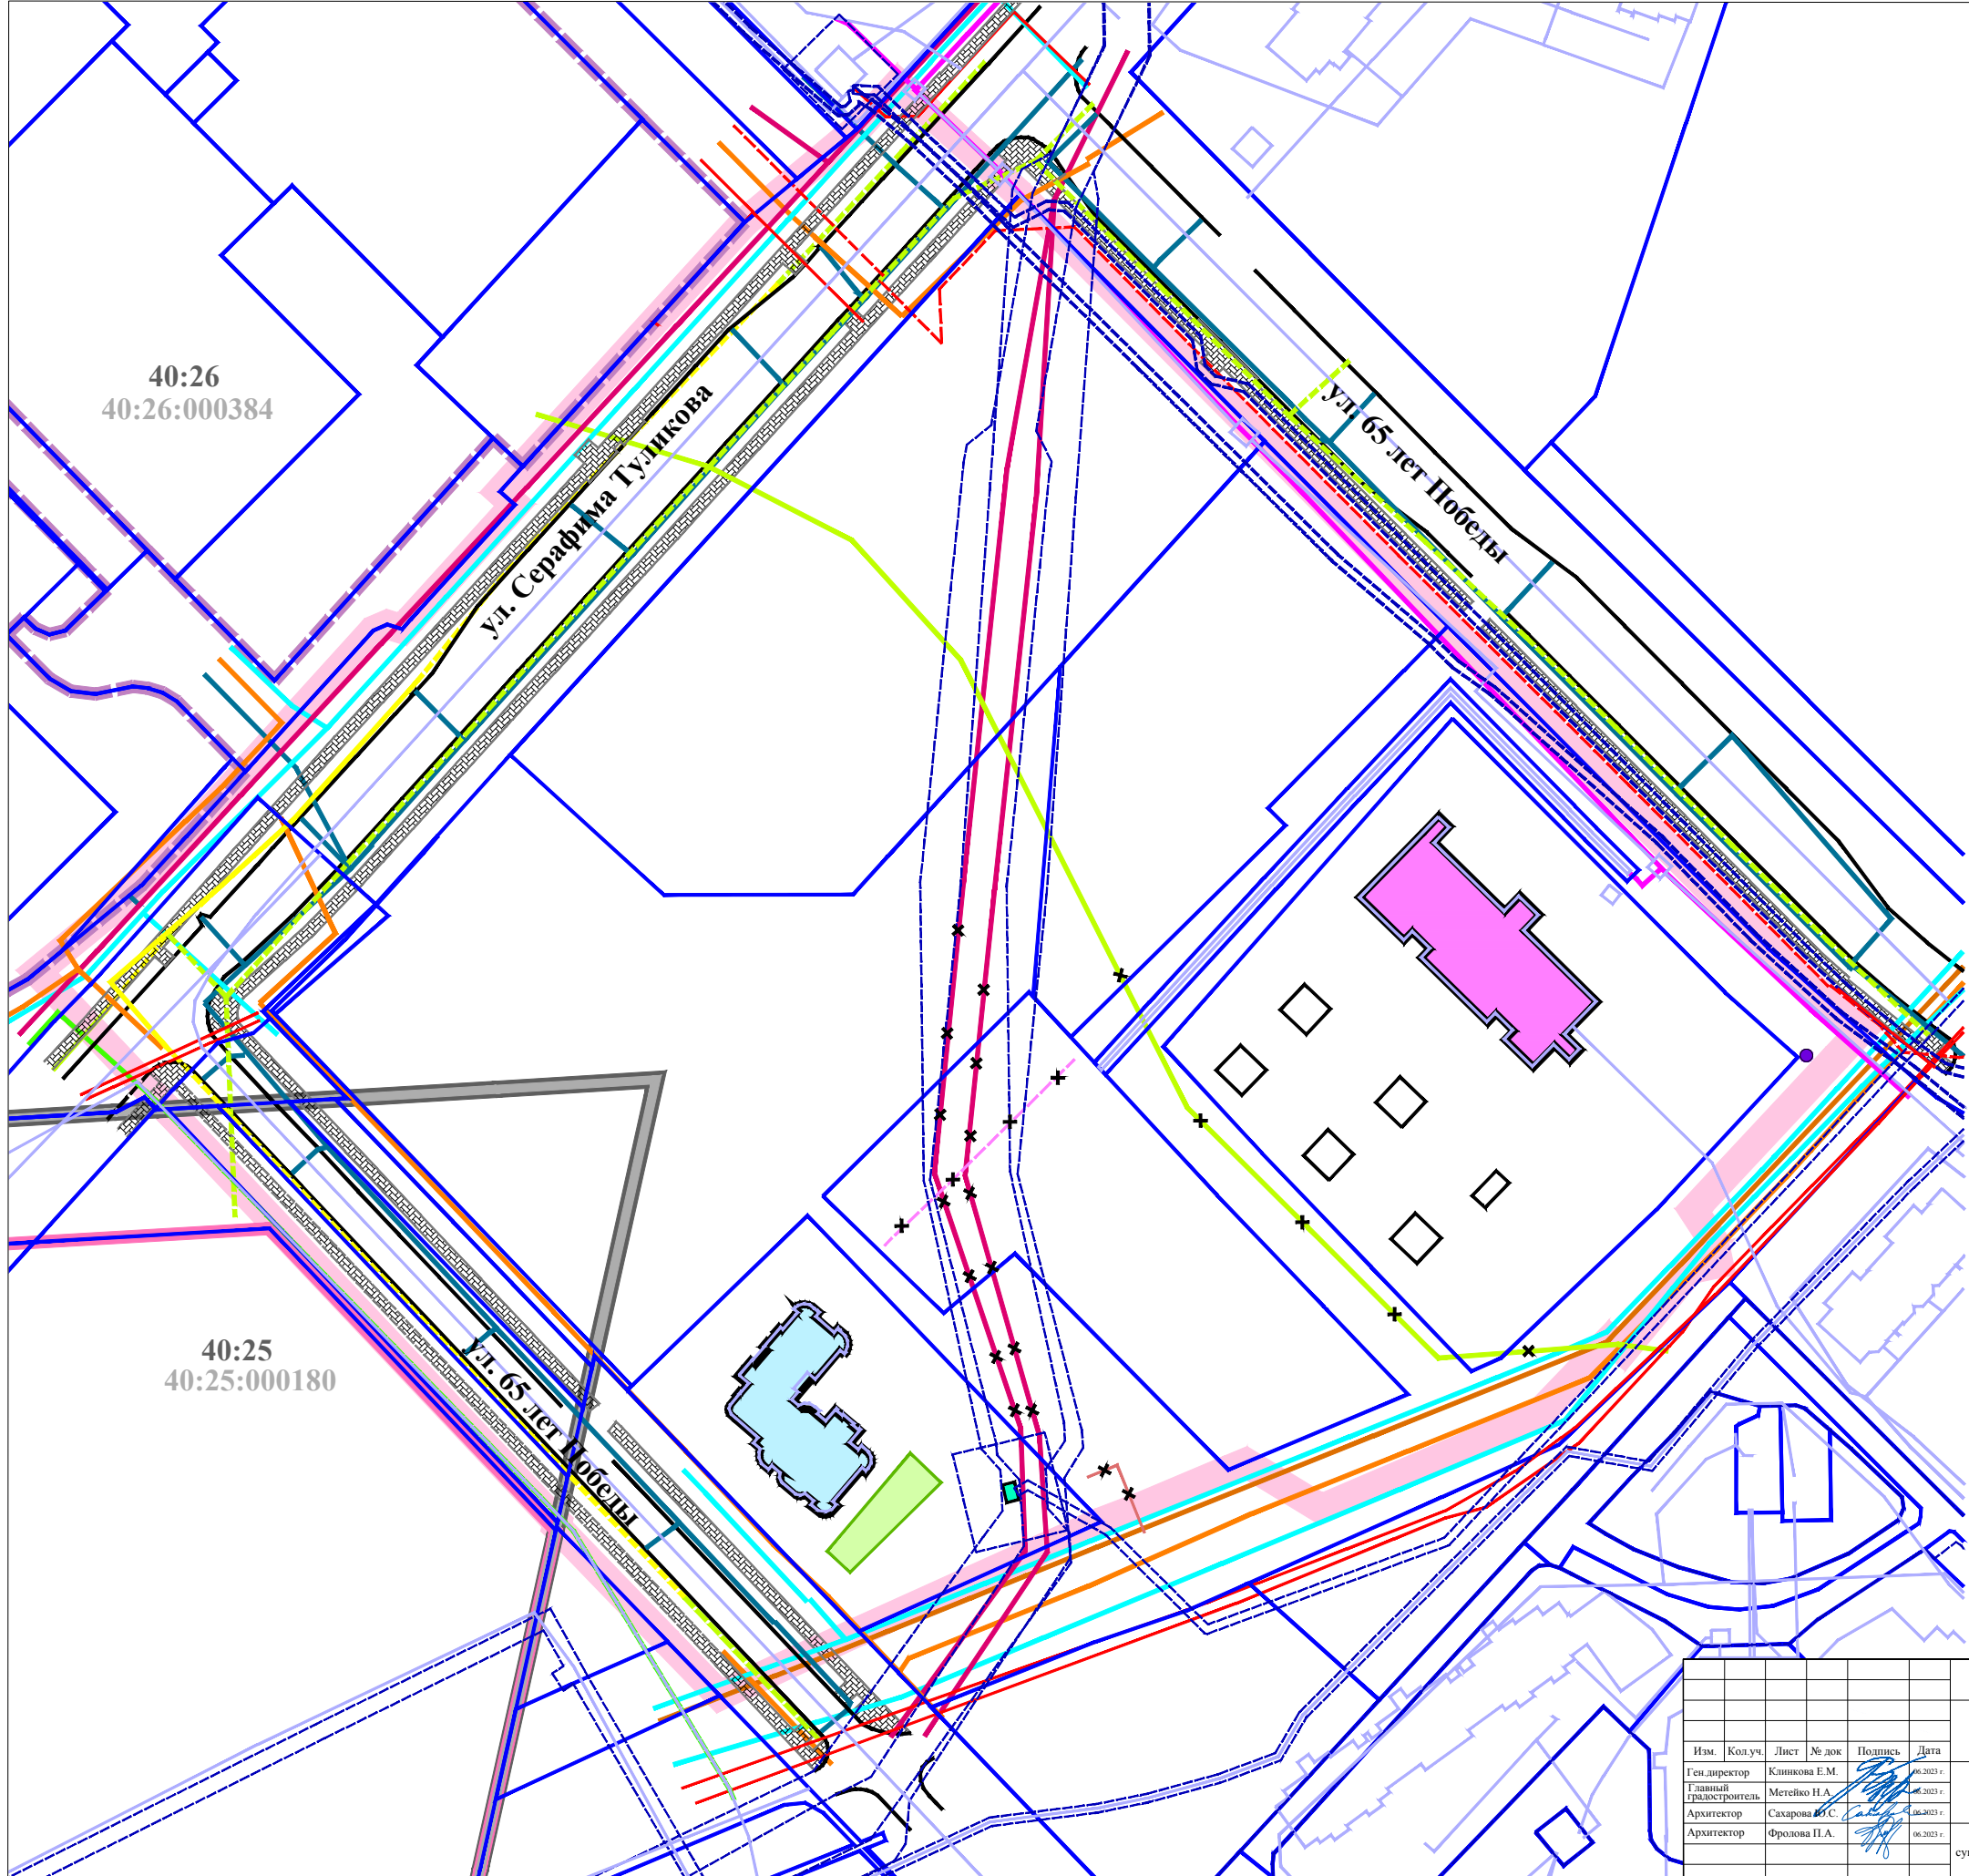 40:26
40:26:000384
ул. Серафима Туликова
ул. 65 лет Победы
40:25
40:25:000180
ул. 65 лет Победы
Изм. Кол.уч. Лист № док Подпись Дата
Ген.директор Клинкова Е.М. 06.2023 г.
Главный градостроитель Метейко Н.А. 06.2023 г.
Архитектор Сахарова Ю.С. 06.2023 г.
Архитектор Фролова П.А. 06.2023 г.